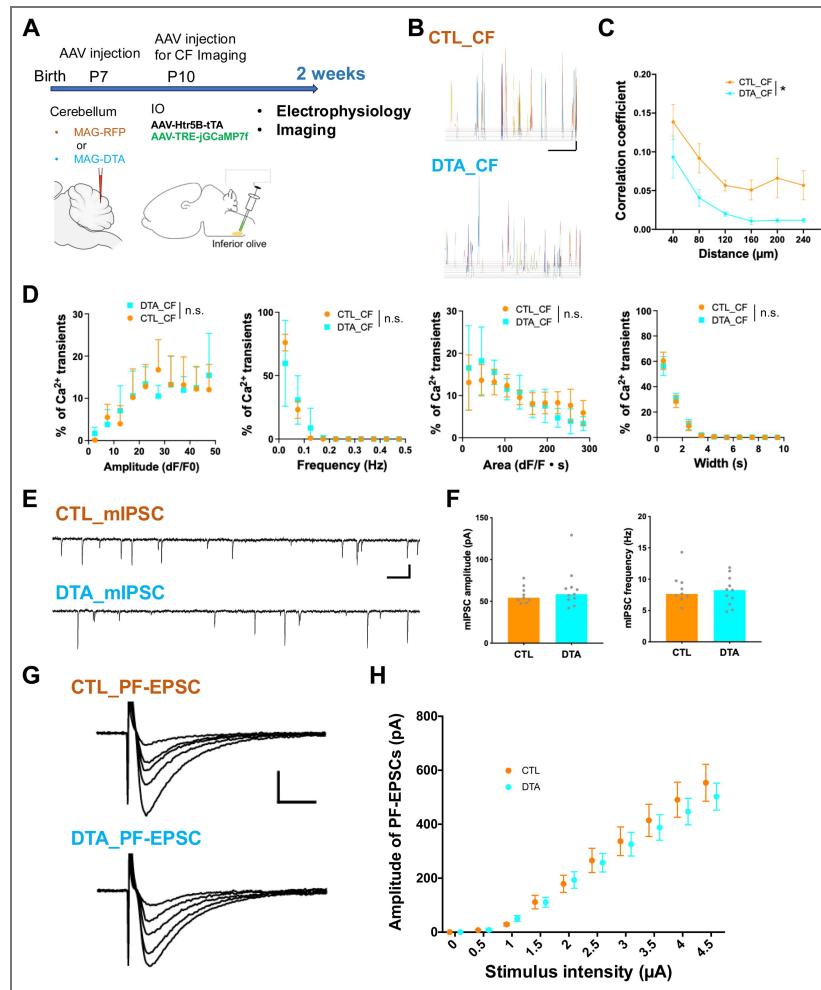 A
AAV injection
AAV injection
for CF Imaging
Birth
P7
P10
2 weeks
Cerebellum
• MAG-RFP
or
• MAG-DTA
IO
AAV-Htr5B-tTA
AAV-TRE-jGCaMP7f
• Electrophysiology
• Imaging
Inferior olive
B
CTL_CF
DTA_CF
C
Correlation coefficient
0.20
0.15
0.10
0.05
0.00
40
80
120
160
200
240
Distance (µm)
CTL_CF
DTA_CF
*
D
% of Ca²⁺ transients
30
20
10
0
0
10
20
30
40
50
Amplitude (dF/F0)
DTA_CF
CTL_CF
n.s.
% of Ca²⁺ transients
100
50
0
0.0
0.1
0.2
0.3
0.4
0.5
Frequency (Hz)
CTL_CF
DTA_CF
n.s.
% of Ca²⁺ transients
30
20
10
0
0
100
200
300
Area (dF/F • s)
CTL_CF
DTA_CF
n.s.
% of Ca²⁺ transients
100
80
60
40
20
0
0
2
4
6
8
10
Width (s)
CTL_CF
DTA_CF
n.s.
E
CTL_mIPSC
DTA_mIPSC
F
mIPSC amplitude (pA)
150
100
50
0
CTL
DTA
mIPSC frequency (Hz)
20
15
10
5
0
CTL
DTA
G
CTL_PF-EPSC
DTA_PF-EPSC
H
Amplitude of PF-EPSCs (pA)
800
600
400
200
0
CTL
DTA
0
0.5
1
1.5
2
2.5
3
3.5
4
4.5
Stimulus intensity (µA)